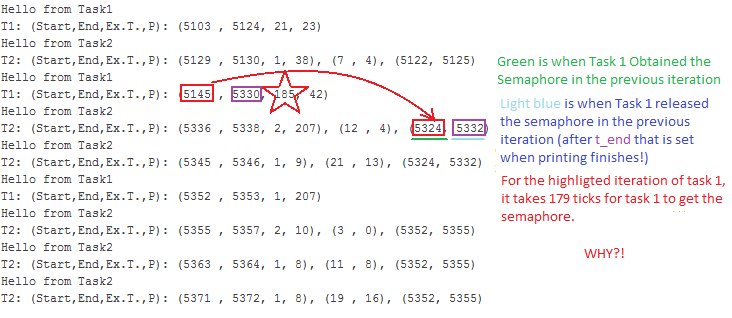 Hello from Task1
T1: (Start,End,Ex.T.,P): (5103 , 5124, 21, 23)
Hello from Task2
T2: (Start,End,Ex.T.,P): (5129 , 5130, 1, 38), (7 , 4), (5122, 5125)
Hello from Task1
T1: (Start,End,Ex.T.,P): (5145 , 5330, 185, 42)
Hello from Task2
T2: (Start,End,Ex.T.,P): (5336 , 5338, 2, 207), (12 , 4), (5324, 5332)
Hello from Task2
T2: (Start,End,Ex.T.,P): (5345 , 5346, 1, 9), (21 , 13), (5324, 5332)
Hello from Task1
T1: (Start,End,Ex.T.,P): (5352 , 5353, 1, 207)
Hello from Task2
T2: (Start,End,Ex.T.,P): (5355 , 5357, 2, 10), (3 , 0), (5352, 5355)
Hello from Task2
T2: (Start,End,Ex.T.,P): (5363 , 5364, 1, 8), (11 , 8), (5352, 5355)
Hello from Task2
T2: (Start,End,Ex.T.,P): (5371 , 5372, 1, 8), (19 , 16), (5352, 5355)
Green is when Task 1 Obtained the
Semaphore in the previous iteration
Light blue is when Task 1 released
the semaphore in the previous
iteration (after t_end that is set
when printing finishes!)
For the highligted iteration of task 1,
it takes 179 ticks for task 1 to get the
semaphore.
WHY?!